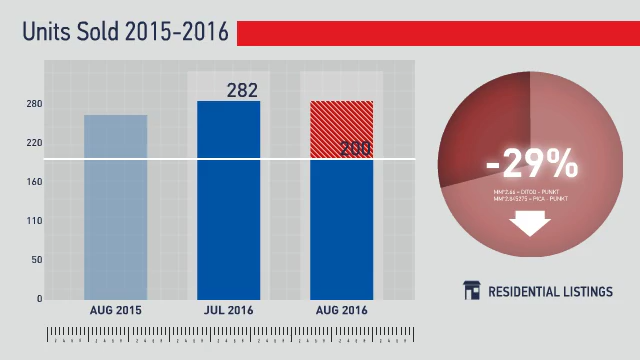 Units Sold 2015-2016
282
200
280
220
160
110
50
0
AUG 2015
JUL 2016
AUG 2016
-29%
RESIDENTIAL LISTINGS